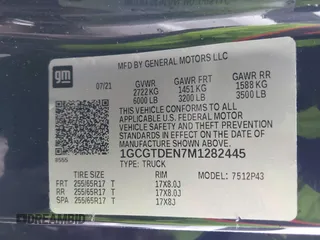 gm
MFD BY GENERAL MOTORS LLC
07/21 GVWR GAWR FRT GAWR RR
2722 KG 1451 KG 1588 KG
6000 LB 3200 LB 3500 LB
THIS VEHICLE CONFORMS TO ALL
APPLICABLE U.S. FEDERAL MOTOR
VEHICLE SAFETY AND THEFT PREVENTION
STANDARDS IN EFFECT ON THE DATE OF
MANUFACTURE SHOWN ABOVE.
1GCGTDEN7M1282445
TYPE: TRUCK
TIRE SIZE RIM MODEL: 7512P43
FRT 255/65R17 T 17X8.0J
RR 255/65R17 T 17X8.0J
SPA 255/65R17 T 17X8J
DREAMBID